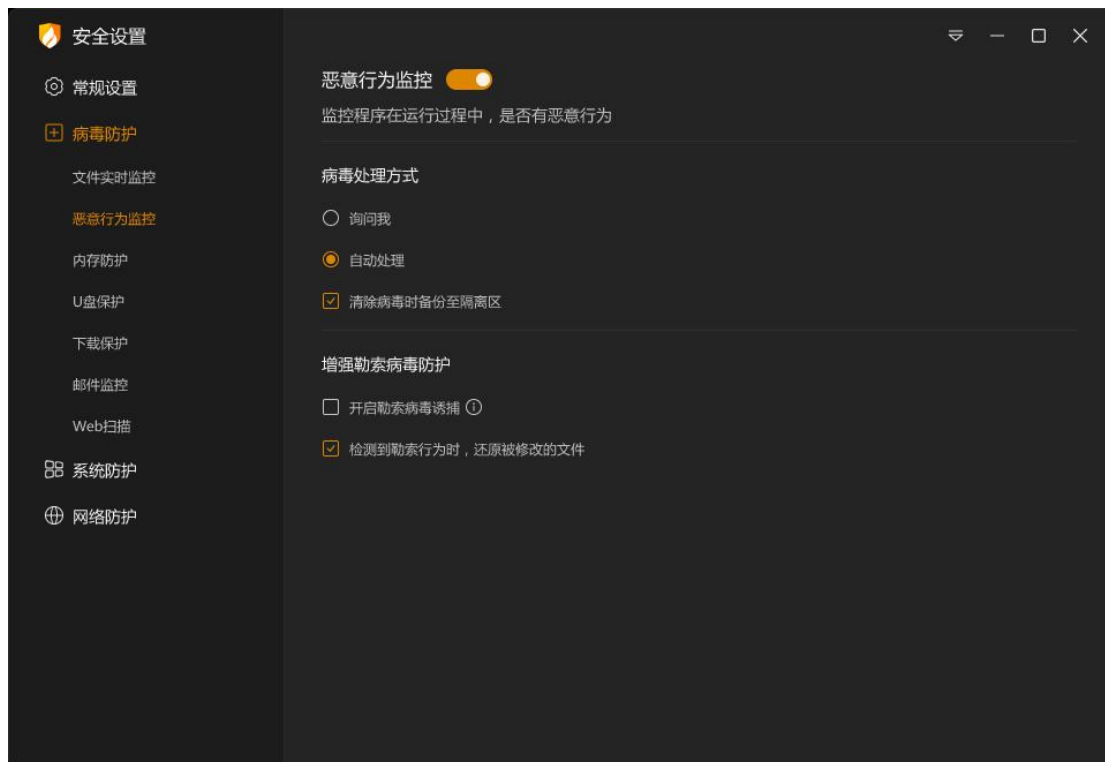 安全设置
常规设置
病毒防护
文件实时监控
恶意行为监控
内存防护
U盘保护
下载保护
邮件监控
Web扫描
系统防护
网络防护
恶意行为监控
监控程序在运行过程中，是否有恶意行为
病毒处理方式
询问我
自动处理
清除病毒时备份至隔离区
增强勒索病毒防护
开启勒索病毒诱捕
检测到勒索行为时，还原被修改的文件